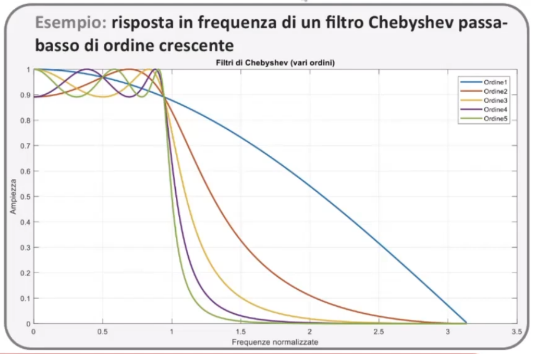 Esempio: risposta in frequenza di un filtro Chebyshev passa-
basso di ordine crescente
Filtri di Chebyshev (vari ordini)
1
0.9
0.8
0.7
0.6
0.5
0.4
0.3
0.2
0.1
0
Ampiezza
Ordine1
Ordine2
Ordine3
Ordine4
Ordine5
0 0.5 1 1.5 2 2.5 3 3.5
Frequenze normalizzate